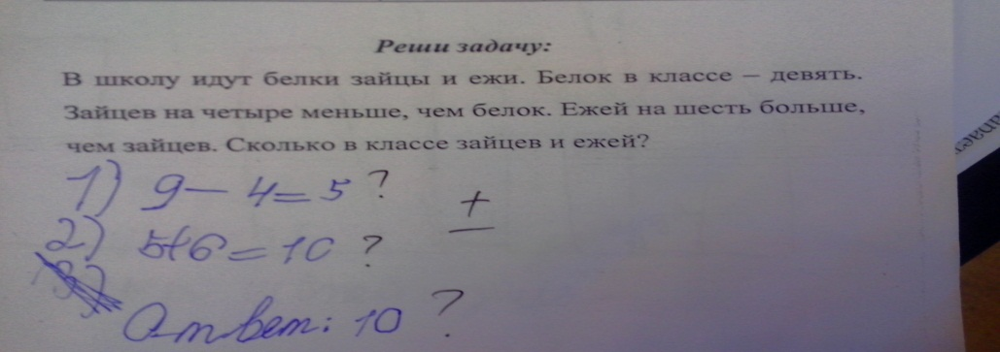 Реши задачу:
В школу идут белки зайцы и ежи. Белок в классе – девять.
Зайцев на четыре меньше, чем белок. Ежей на шесть больше,
чем зайцев. Сколько в классе зайцев и ежей?
1) 9 – 4 = 5 ?
+
–
2) 5+6 = 10 ?
3)
Ответ: 10 ?